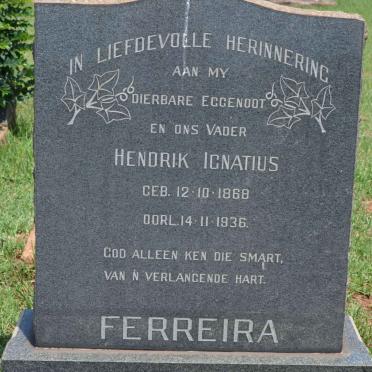 IN LIEFDEVOLLE HERINNERING
AAN MY
DIERBARE EGGENOOT
EN ONS VADER
HENDRIK IGNATIUS
GEB. 12-10-1868
OORL. 14-11-1936.
GOD ALLEEN KEN DIE SMART,
VAN 'N VERLANGENDE HART.
FERREIRA